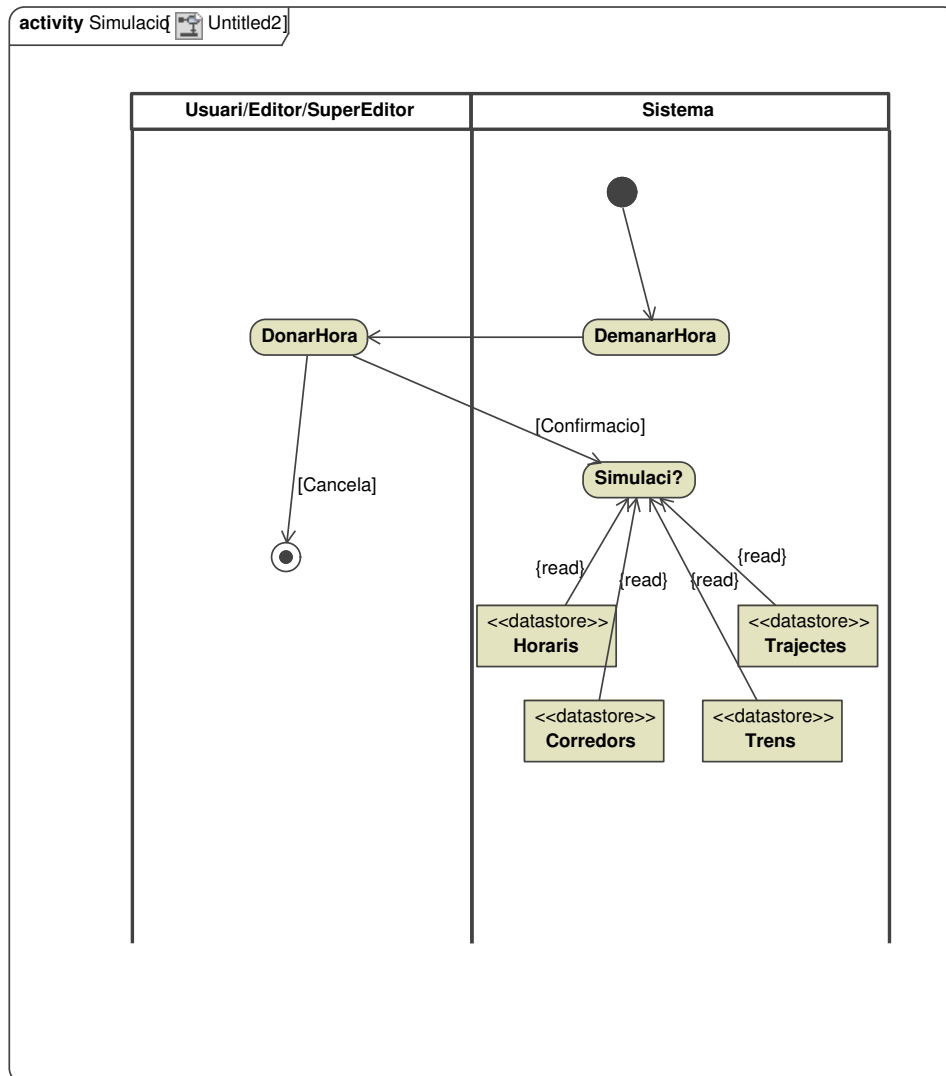 activity Simulacio[ Untitled2]
Usuari/Editor/SuperEditor
Sistema
DonarHora
DemanarHora
[Confirmacio]
Simulaci?
[Cancela]
{read}
{read}
{read}
{read}
<<datastore>>
Horaris
<<datastore>>
Trajectes
<<datastore>>
Corredors
<<datastore>>
Trens